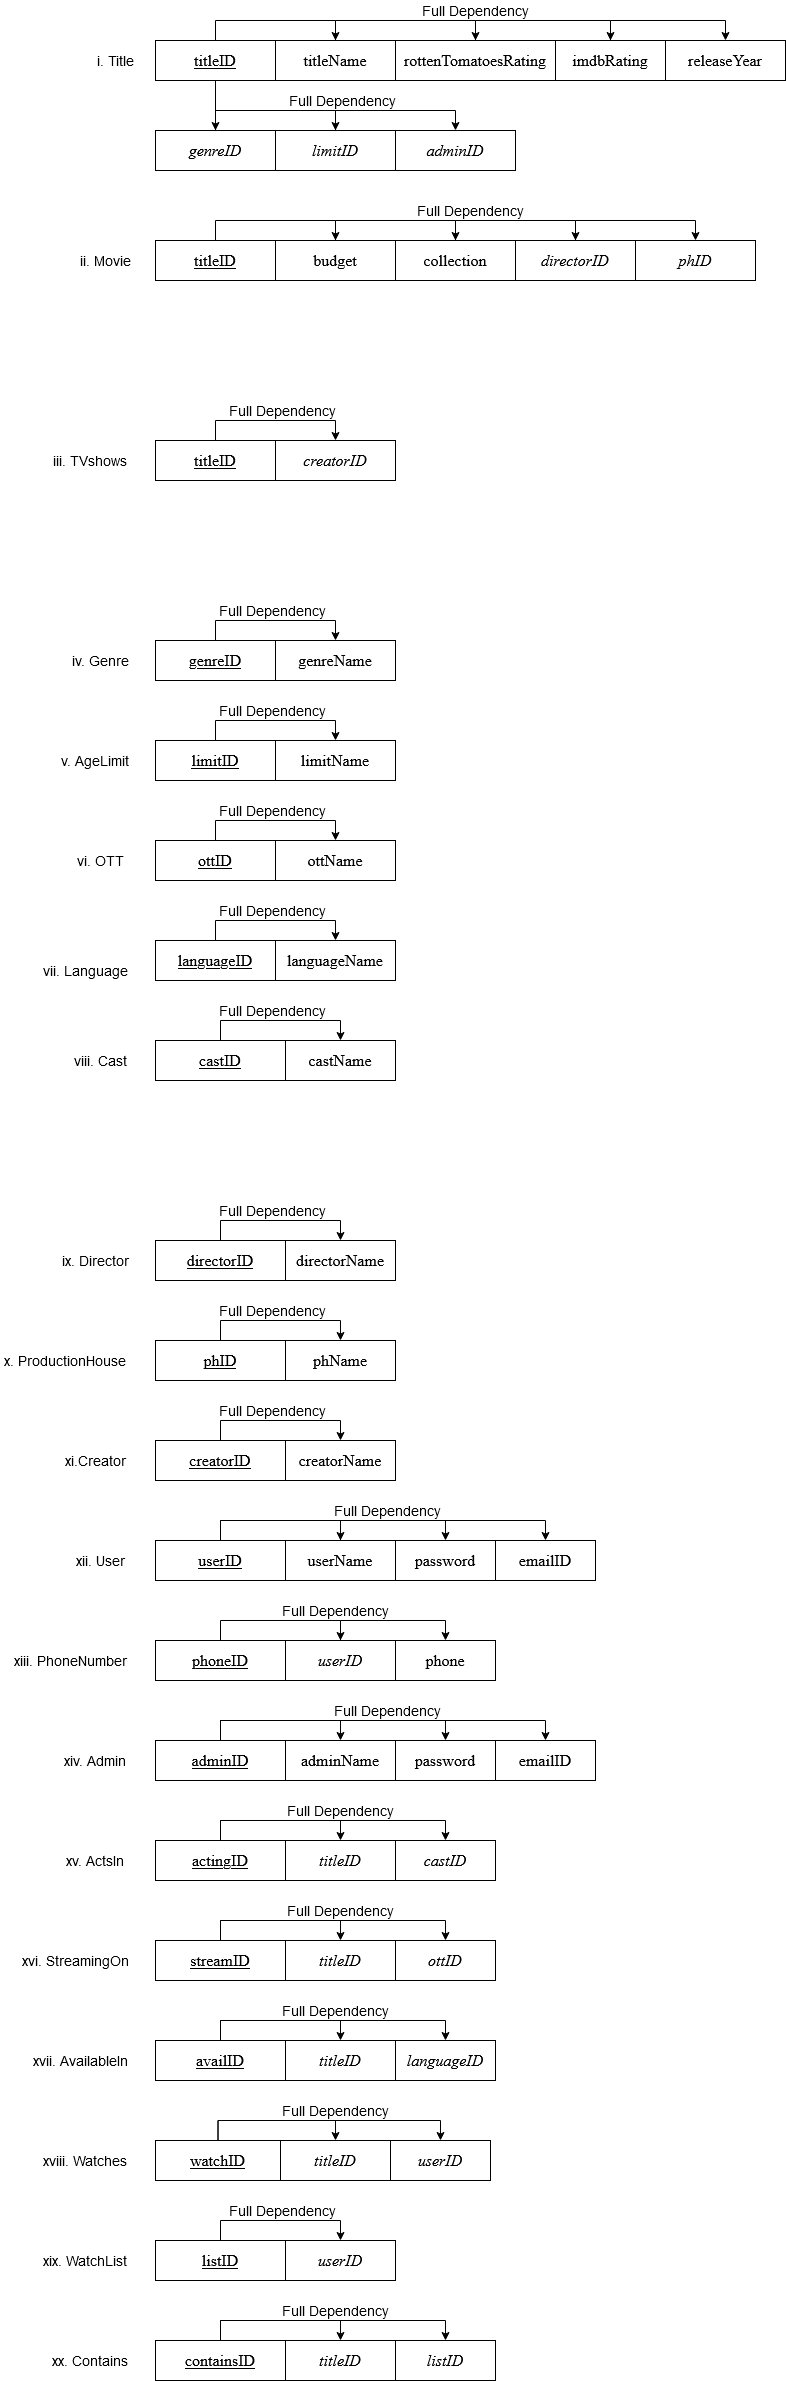 Full Dependency
i. Title titleID titleName rottenTomatoesRating imdbRating releaseYear
Full Dependency
genreID limitID adminID
Full Dependency
ii. Movie titleID budget collection directorID phID
Full Dependency
iii. TVshows titleID creatorID
Full Dependency
iv. Genre genreID genreName
Full Dependency
v. AgeLimit limitID limitName
Full Dependency
vi. OTT ottID ottName
Full Dependency
vii. Language languageID languageName
Full Dependency
viii. Cast castID castName
Full Dependency
ix. Director directorID directorName
Full Dependency
x. ProductionHouse phID phName
Full Dependency
xi.Creator creatorID creatorName
Full Dependency
xii. User userID userName password emailID
Full Dependency
xiii. PhoneNumber phoneID userID phone
Full Dependency
xiv. Admin adminID adminName password emailID
Full Dependency
xv. ActsIn actingID titleID castID
Full Dependency
xvi. StreamingOn streamID titleID ottID
Full Dependency
xvii. AvailableIn availID titleID languageID
Full Dependency
xviii. Watches watchID titleID userID
Full Dependency
xix. WatchList listID userID
Full Dependency
xx. Contains containsID titleID listID